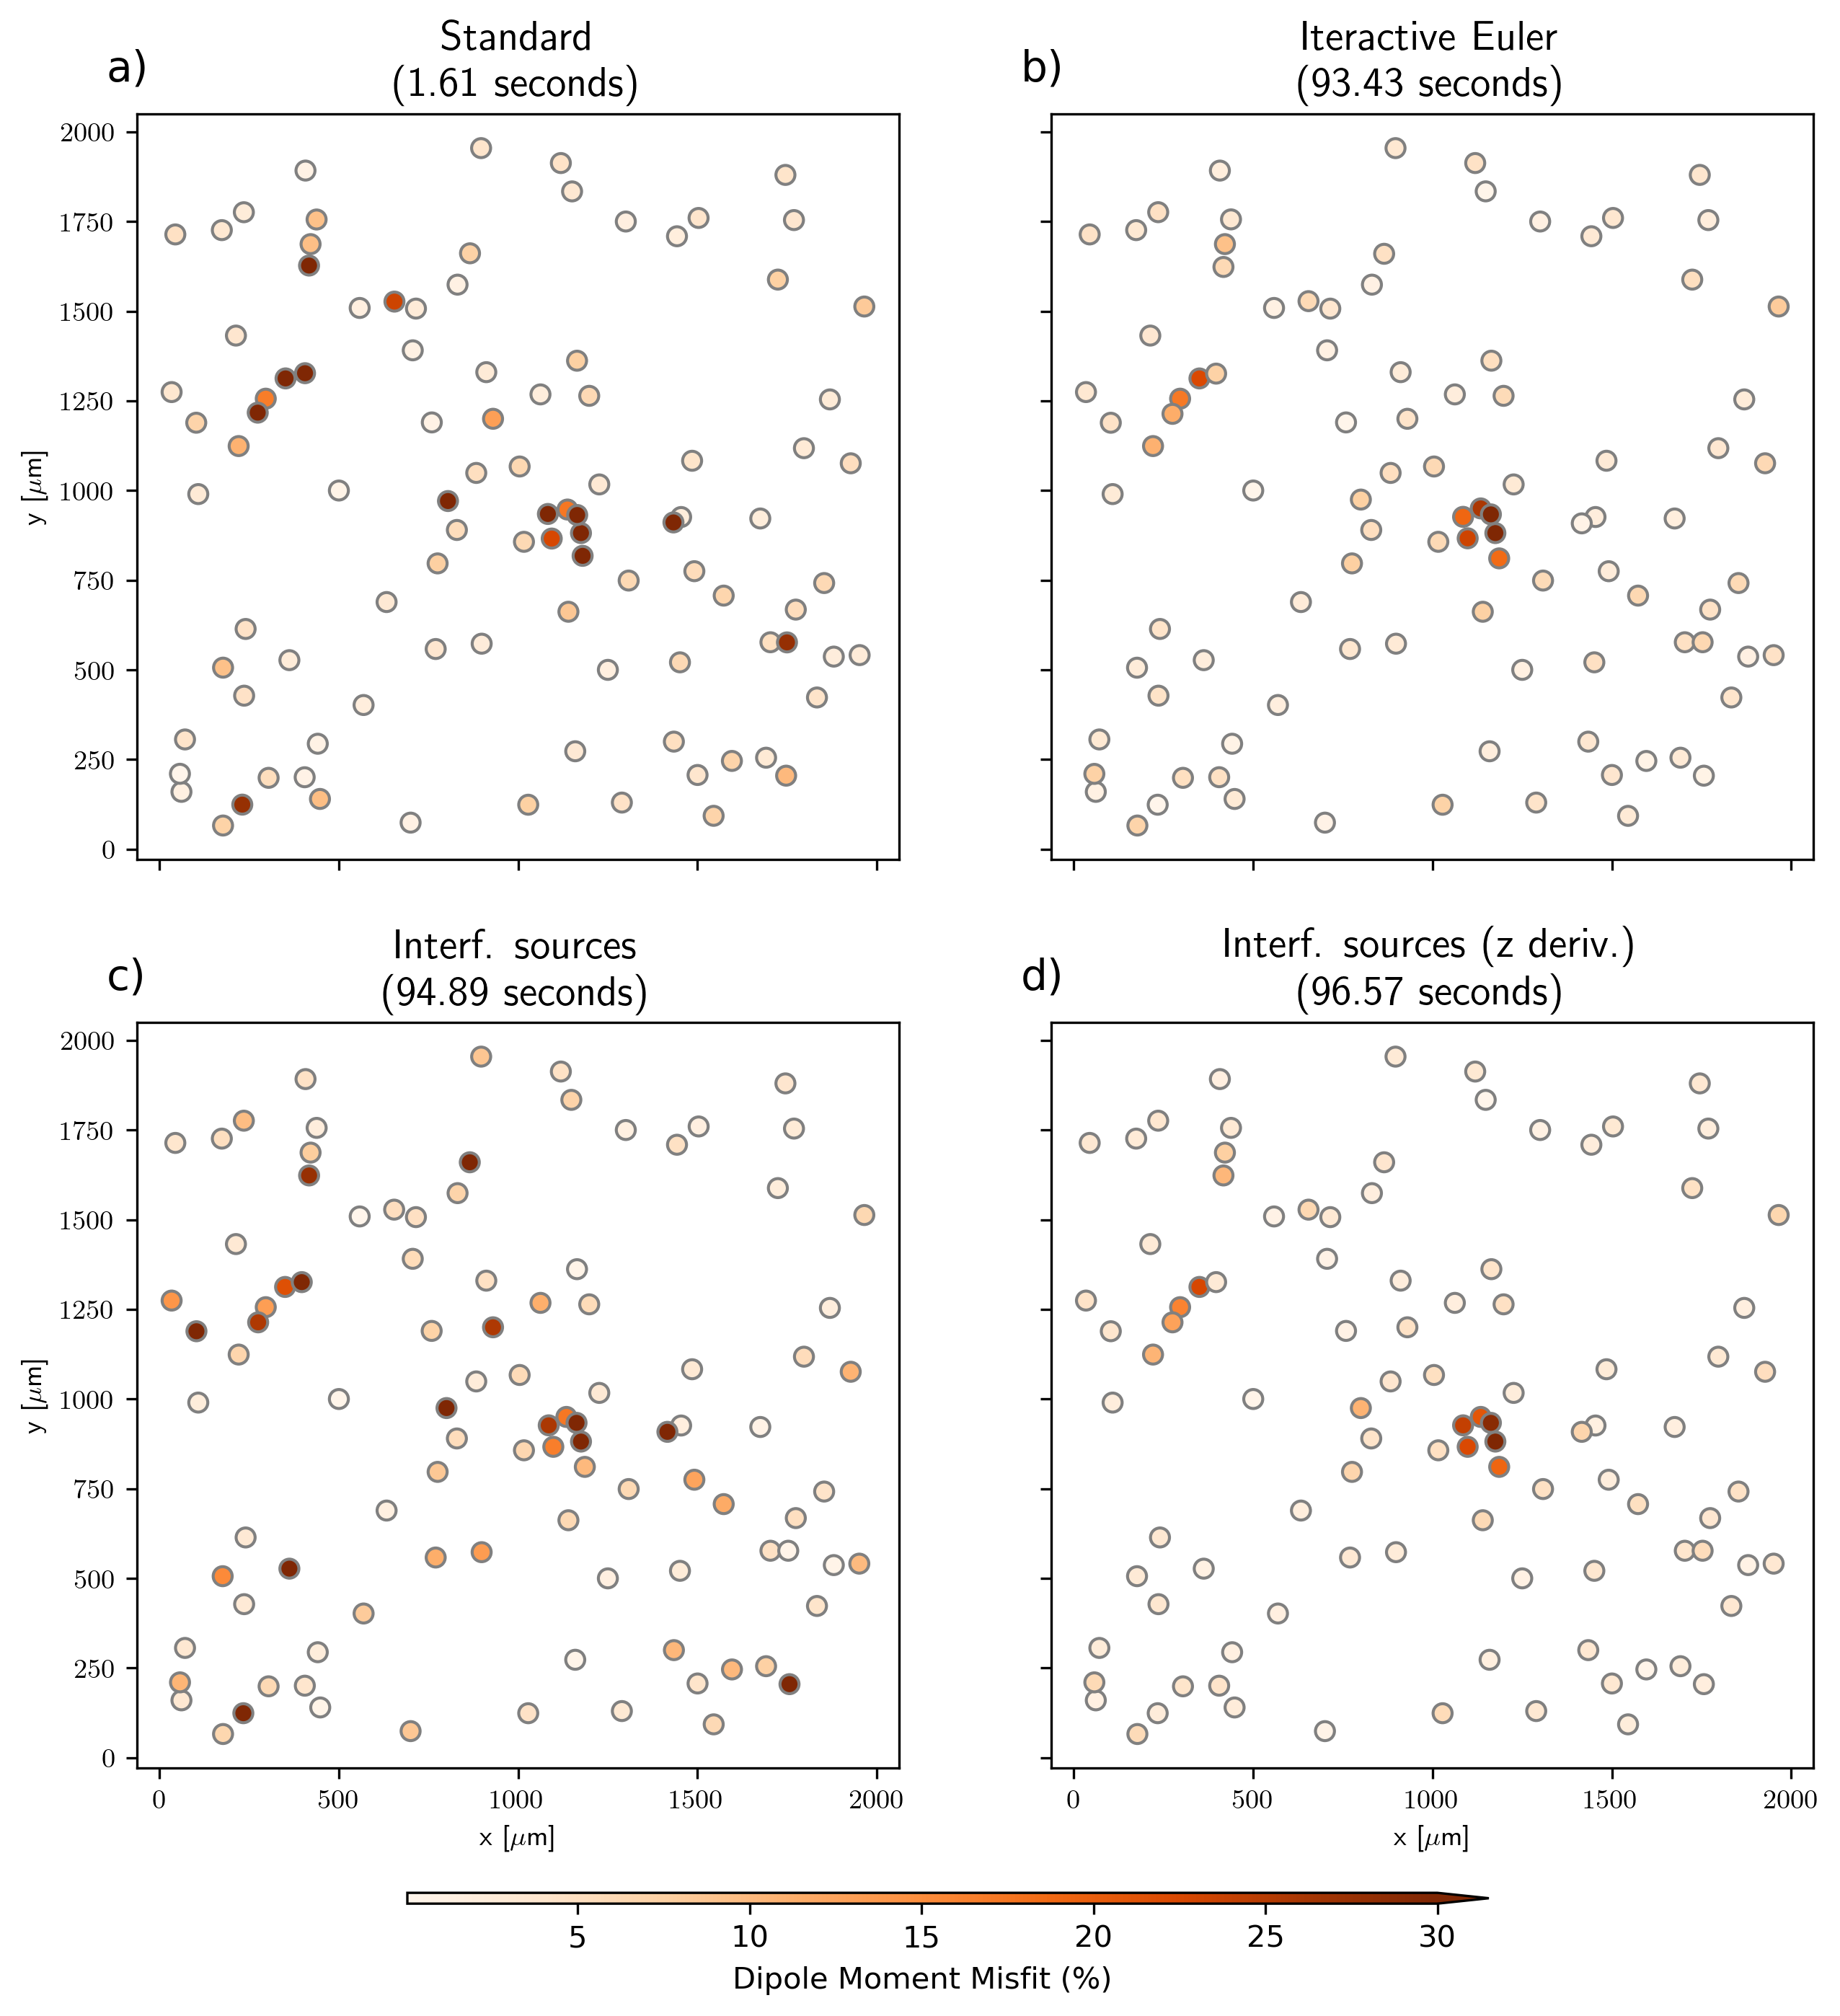 a)
Standard
(1.61 seconds)
b)
Iteractive Euler
(93.43 seconds)
2000
1750
1500
1250
1000
750
500
250
0
y [μm]
c)
Interf. sources
(94.89 seconds)
d)
Interf. sources (z deriv.)
(96.57 seconds)
2000
1750
1500
1250
1000
750
500
250
0
y [μm]
0 500 1000 1500 2000
x [μm]
0 500 1000 1500 2000
x [μm]
5 10 15 20 25 30
Dipole Moment Misfit (%)